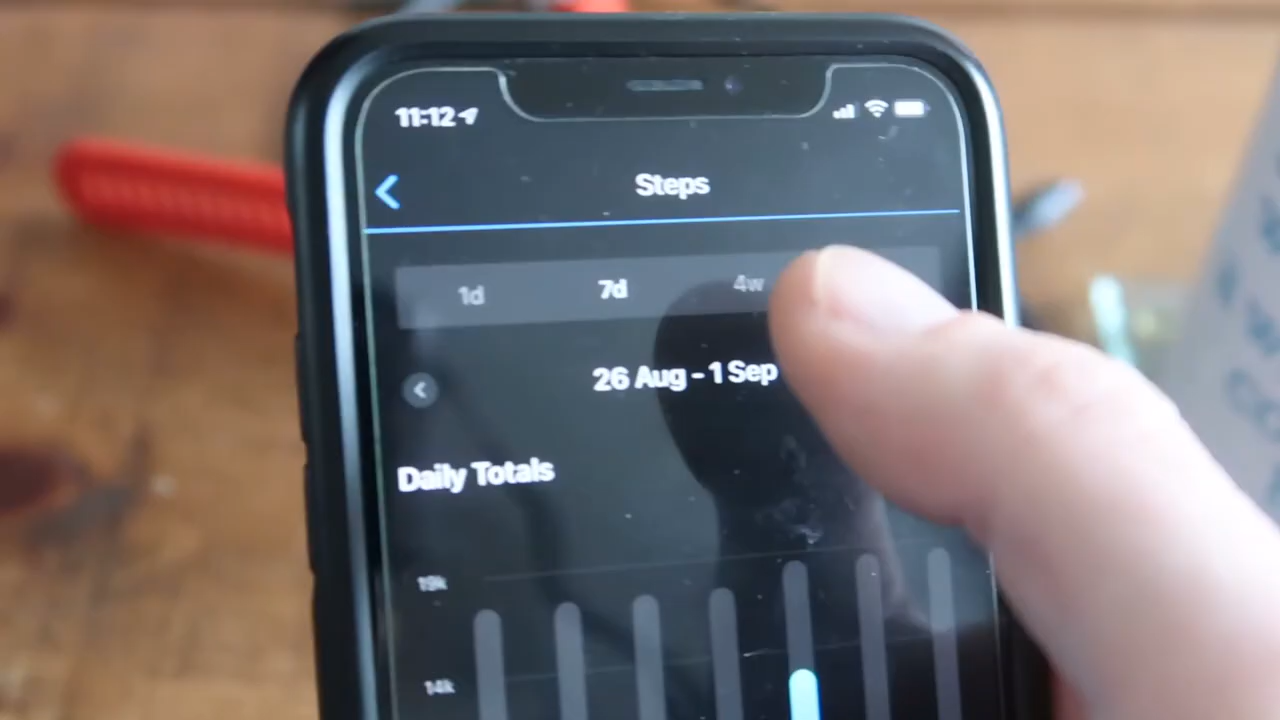 11:12
Steps
1d 7d 4w
26 Aug - 1 Sep
Daily Totals
19k
14k